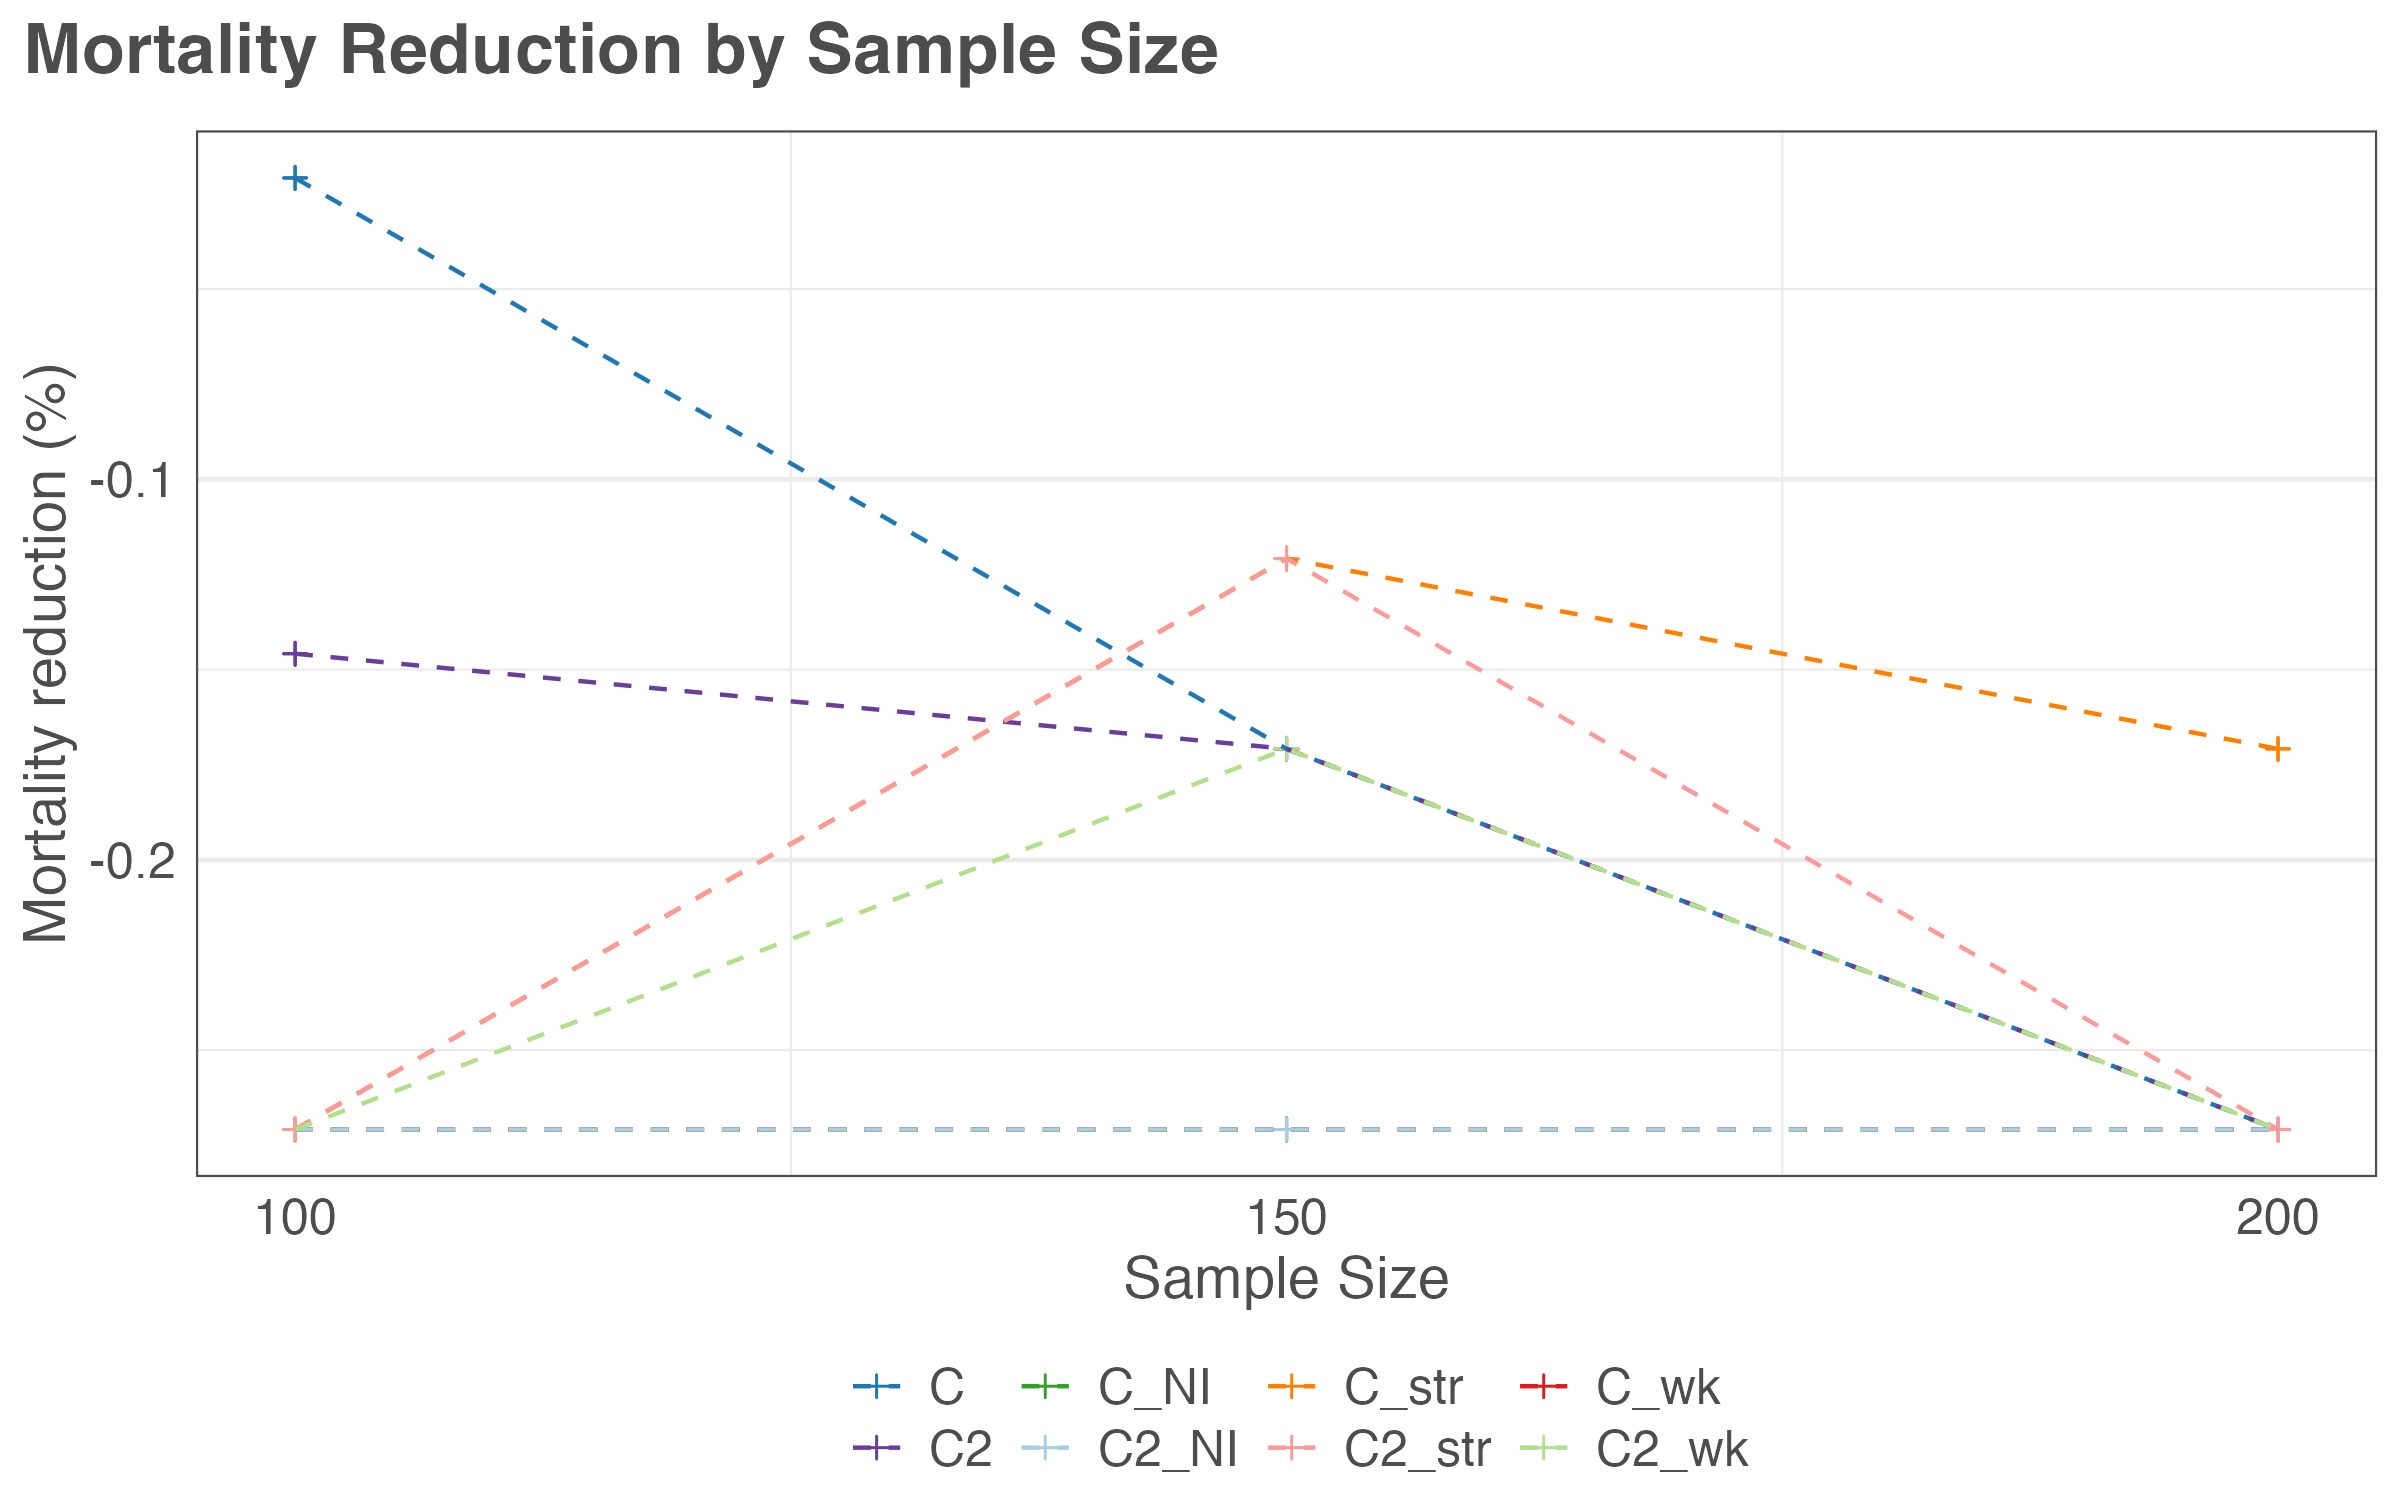 Mortality Reduction by Sample Size
Mortality reduction (%)
-0.1
-0.2
100 150 200
Sample Size
C C_NI C_str C_wk
C2 C2_NI C2_str C2_wk